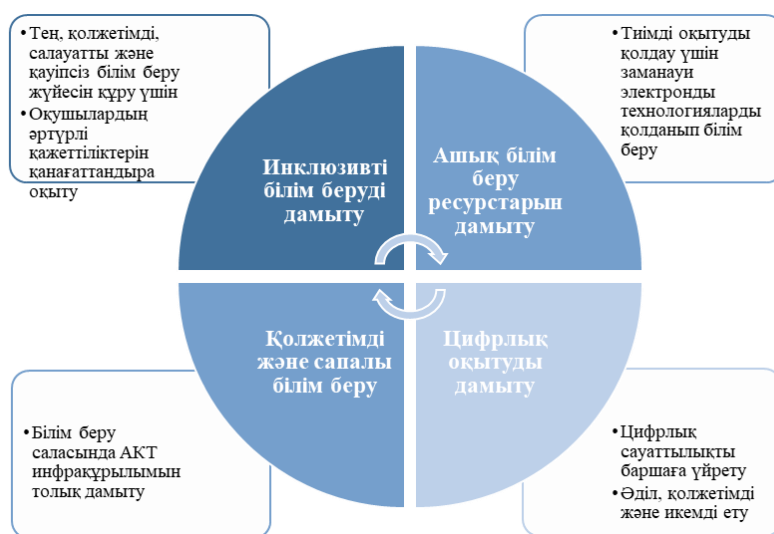 • Тең, қолжетімді,
салауатты және
қауіпсіз білім беру
жүйесін құру үшін
• Оқушылардың
әртүрлі
қажеттіліктерін
қанағаттандыра
оқыту
Инклюзивті
білім беруді
дамыту
Ашық білім
беру
ресурстарын
дамыту
• Тиімді оқытуды
қолдау үшін
заманауи
электронды
технологияларды
қолданып білім
беру
Қолжетімді
және сапалы
білім беру
Цифрлық
оқытуды
дамыту
• Білім беру
саласында АКТ
инфрақұрылымын
толық дамыту
• Цифрлық
сауаттылықты
баршаға үйрету
• Әділ, қолжетімді
және икемді ету